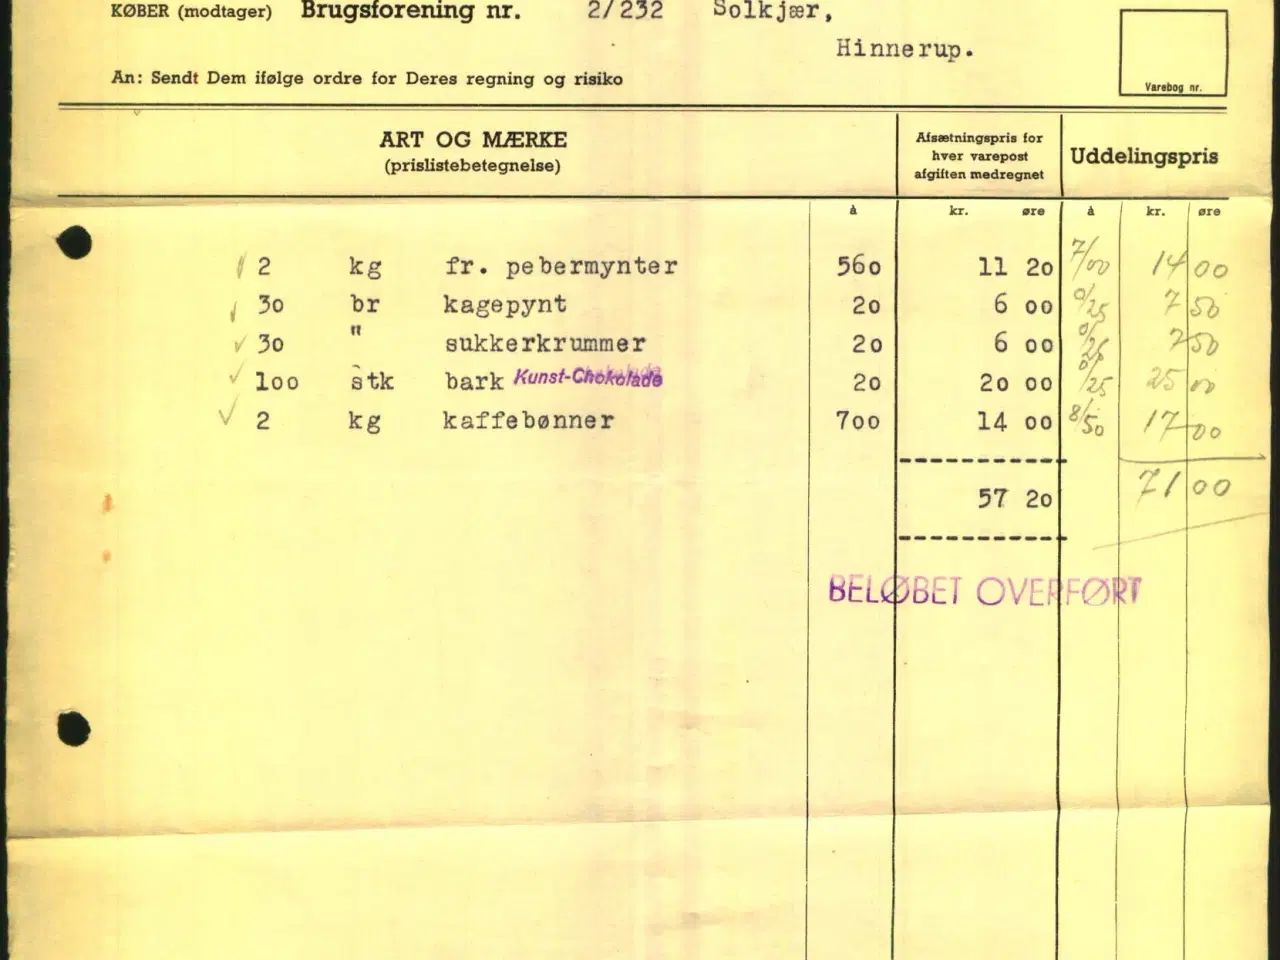 KØBER (modtager) Brugsforening nr. 2/232 Solkjær,
Hinnerup.
An: Sendt Dem ifølge ordre for Deres regning og risiko
Varebog nr.
ART OG MÆRKE
(prislistebetegnelse)
Afsætningspris for
hver varepost
afgiften medregnet
Uddelingspris
à kr. øre à kr. øre
2 kg fr. pebermynter 560 11 20 7/00 14 00
30 br kagepynt 20 6 00 0/25 7 50
30 " sukkerkrummer 20 6 00 0/25 7 50
100 stk bark Kunst-Chokolade 20 20 00 0/25 25 00
2 kg kaffebønner 700 14 00 8/50 17 00
57 20 71 00
BELØBET OVERFØRT